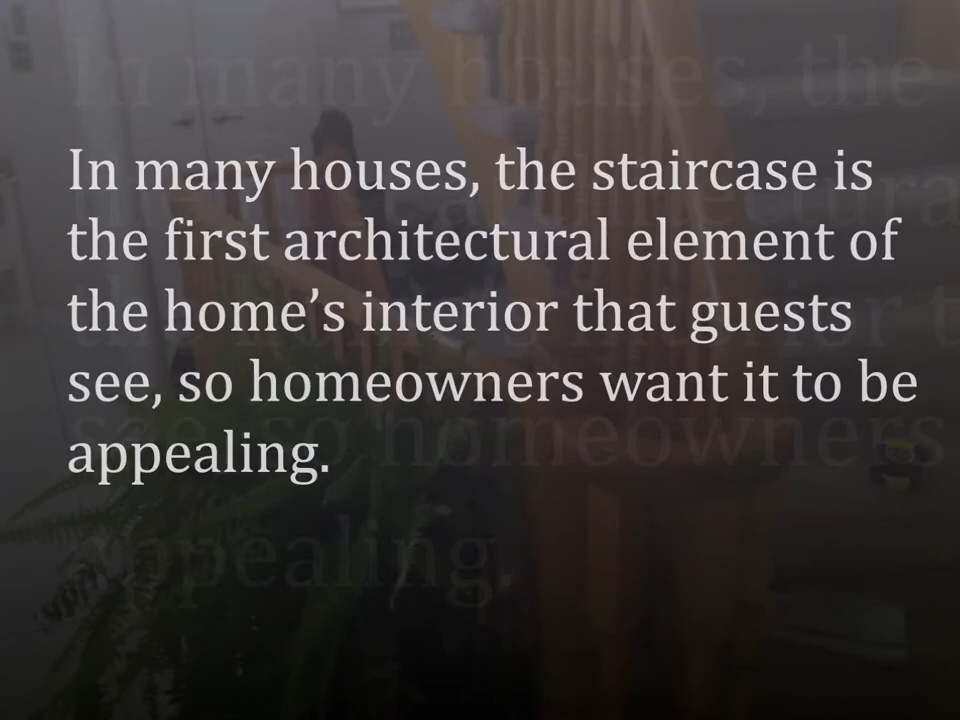 In many houses, the staircase is
the first architectural element of
the home’s interior that guests
see, so homeowners want it to be
appealing.